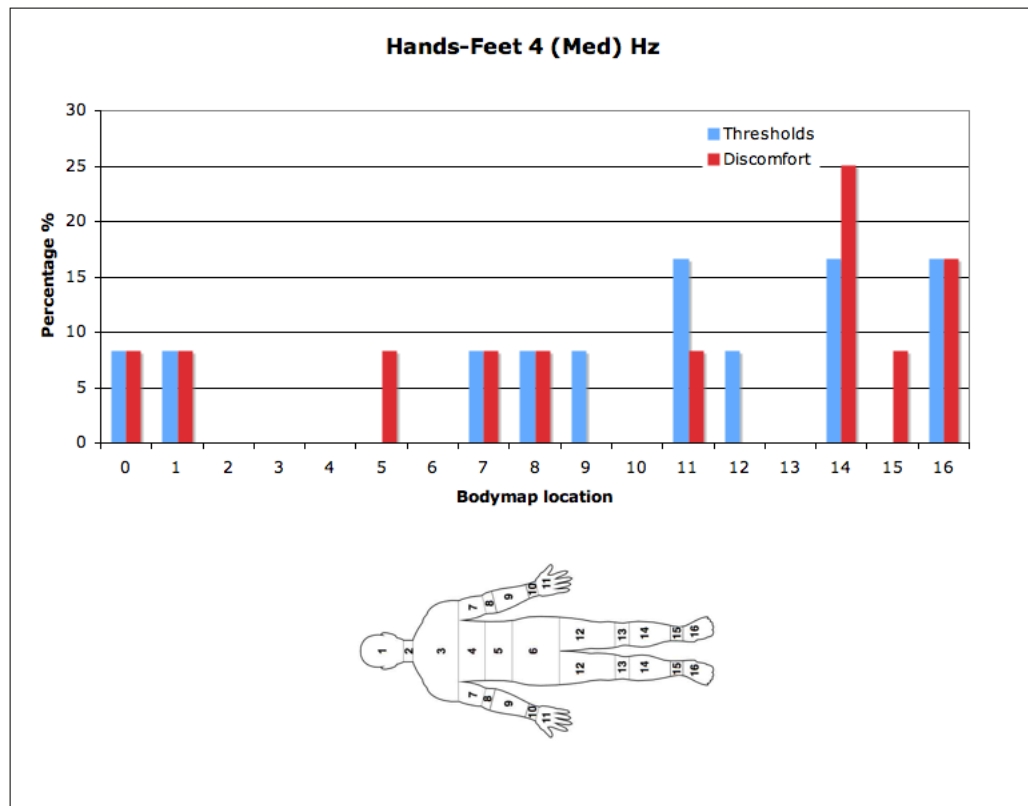 Hands-Feet 4 (Med) Hz
30
25
20
15
10
5
0
Percentage %
Thresholds
Discomfort
0 1 2 3 4 5 6 7 8 9 10 11 12 13 14 15 16
Bodymap location
7 8 9 10 11
1 2 3 4 5 6
12 13 14 15 16
12 13 14 15 16
7 8 9 10 11